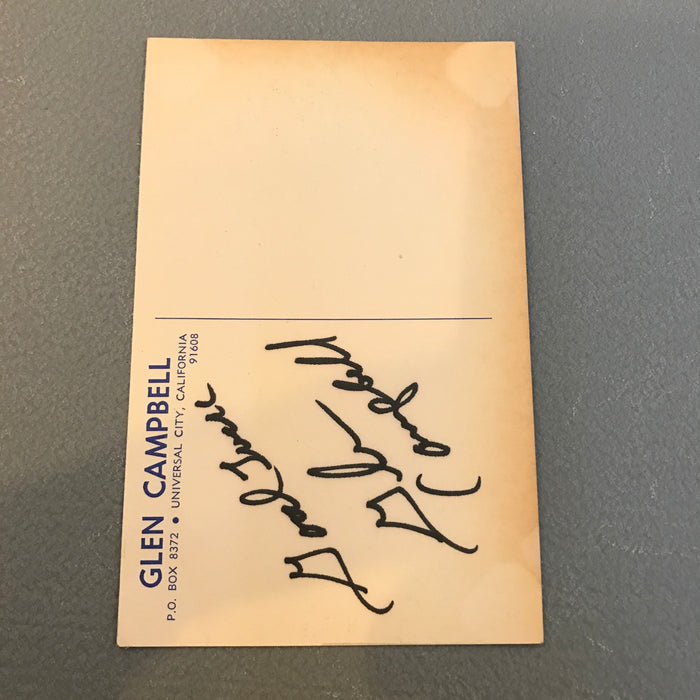 GLEN CAMPBELL
P.O. BOX 8372 • UNIVERSAL CITY, CALIFORNIA
91608
Good Luck
Glen
Campbell